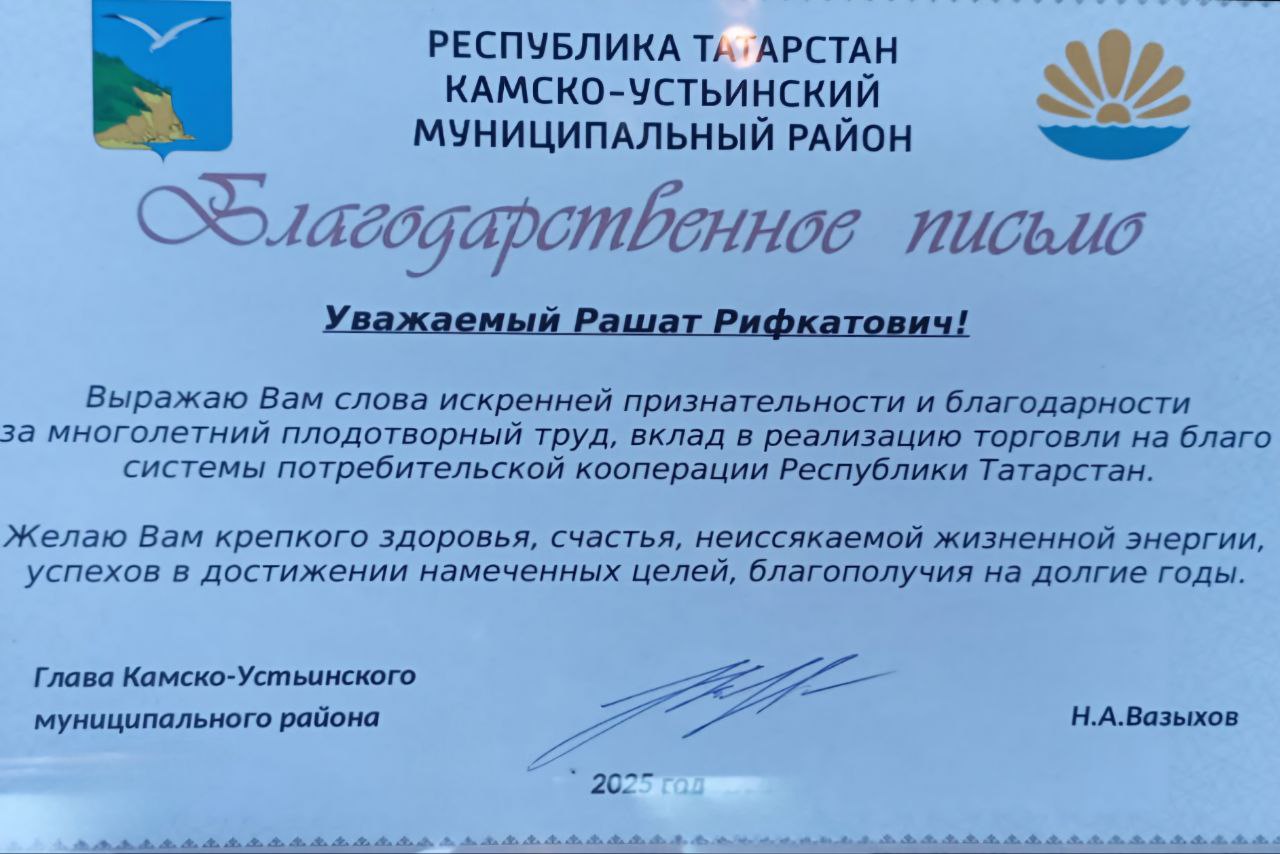 РЕСПУБЛИКА ТАТАРСТАН
КАМСКО-УСТЬИНСКИЙ
МУНИЦИПАЛЬНЫЙ РАЙОН
Благодарственное письмо
Уважаемый Рашат Рифкатович!
Выражаю Вам слова искренней признательности и благодарности
за многолетний плодотворный труд, вклад в реализацию торговли на благо
системы потребительской кооперации Республики Татарстан.
Желаю Вам крепкого здоровья, счастья, неиссякаемой жизненной энергии,
успехов в достижении намеченных целей, благополучия на долгие годы.
Глава Камско-Устьинского
муниципального района
Н.А.Вазыхов
2025 год